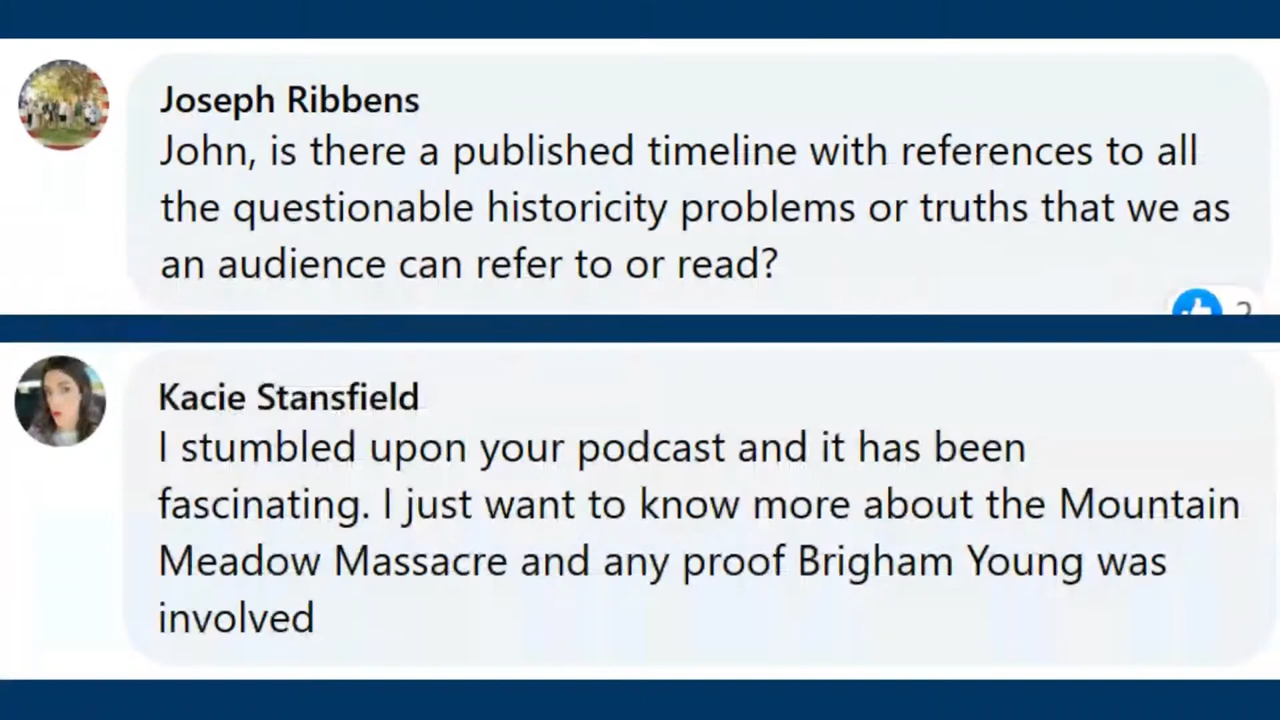 Joseph Ribbens
John, is there a published timeline with references to all
the questionable historicity problems or truths that we as
an audience can refer to or read?
Kacie Stansfield
I stumbled upon your podcast and it has been
fascinating. I just want to know more about the Mountain
Meadow Massacre and any proof Brigham Young was
involved